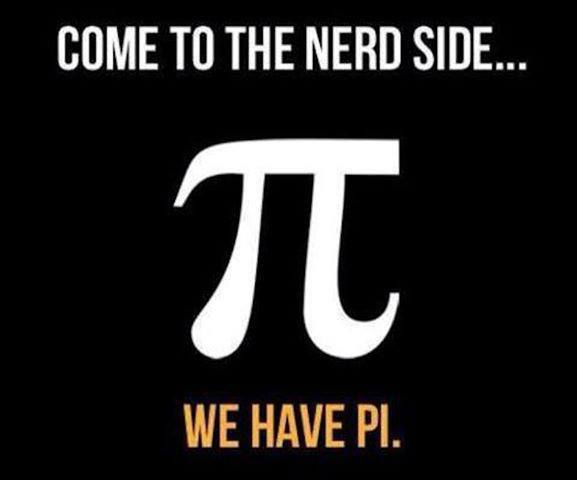 COME TO THE NERD SIDE...
π
WE HAVE PI.